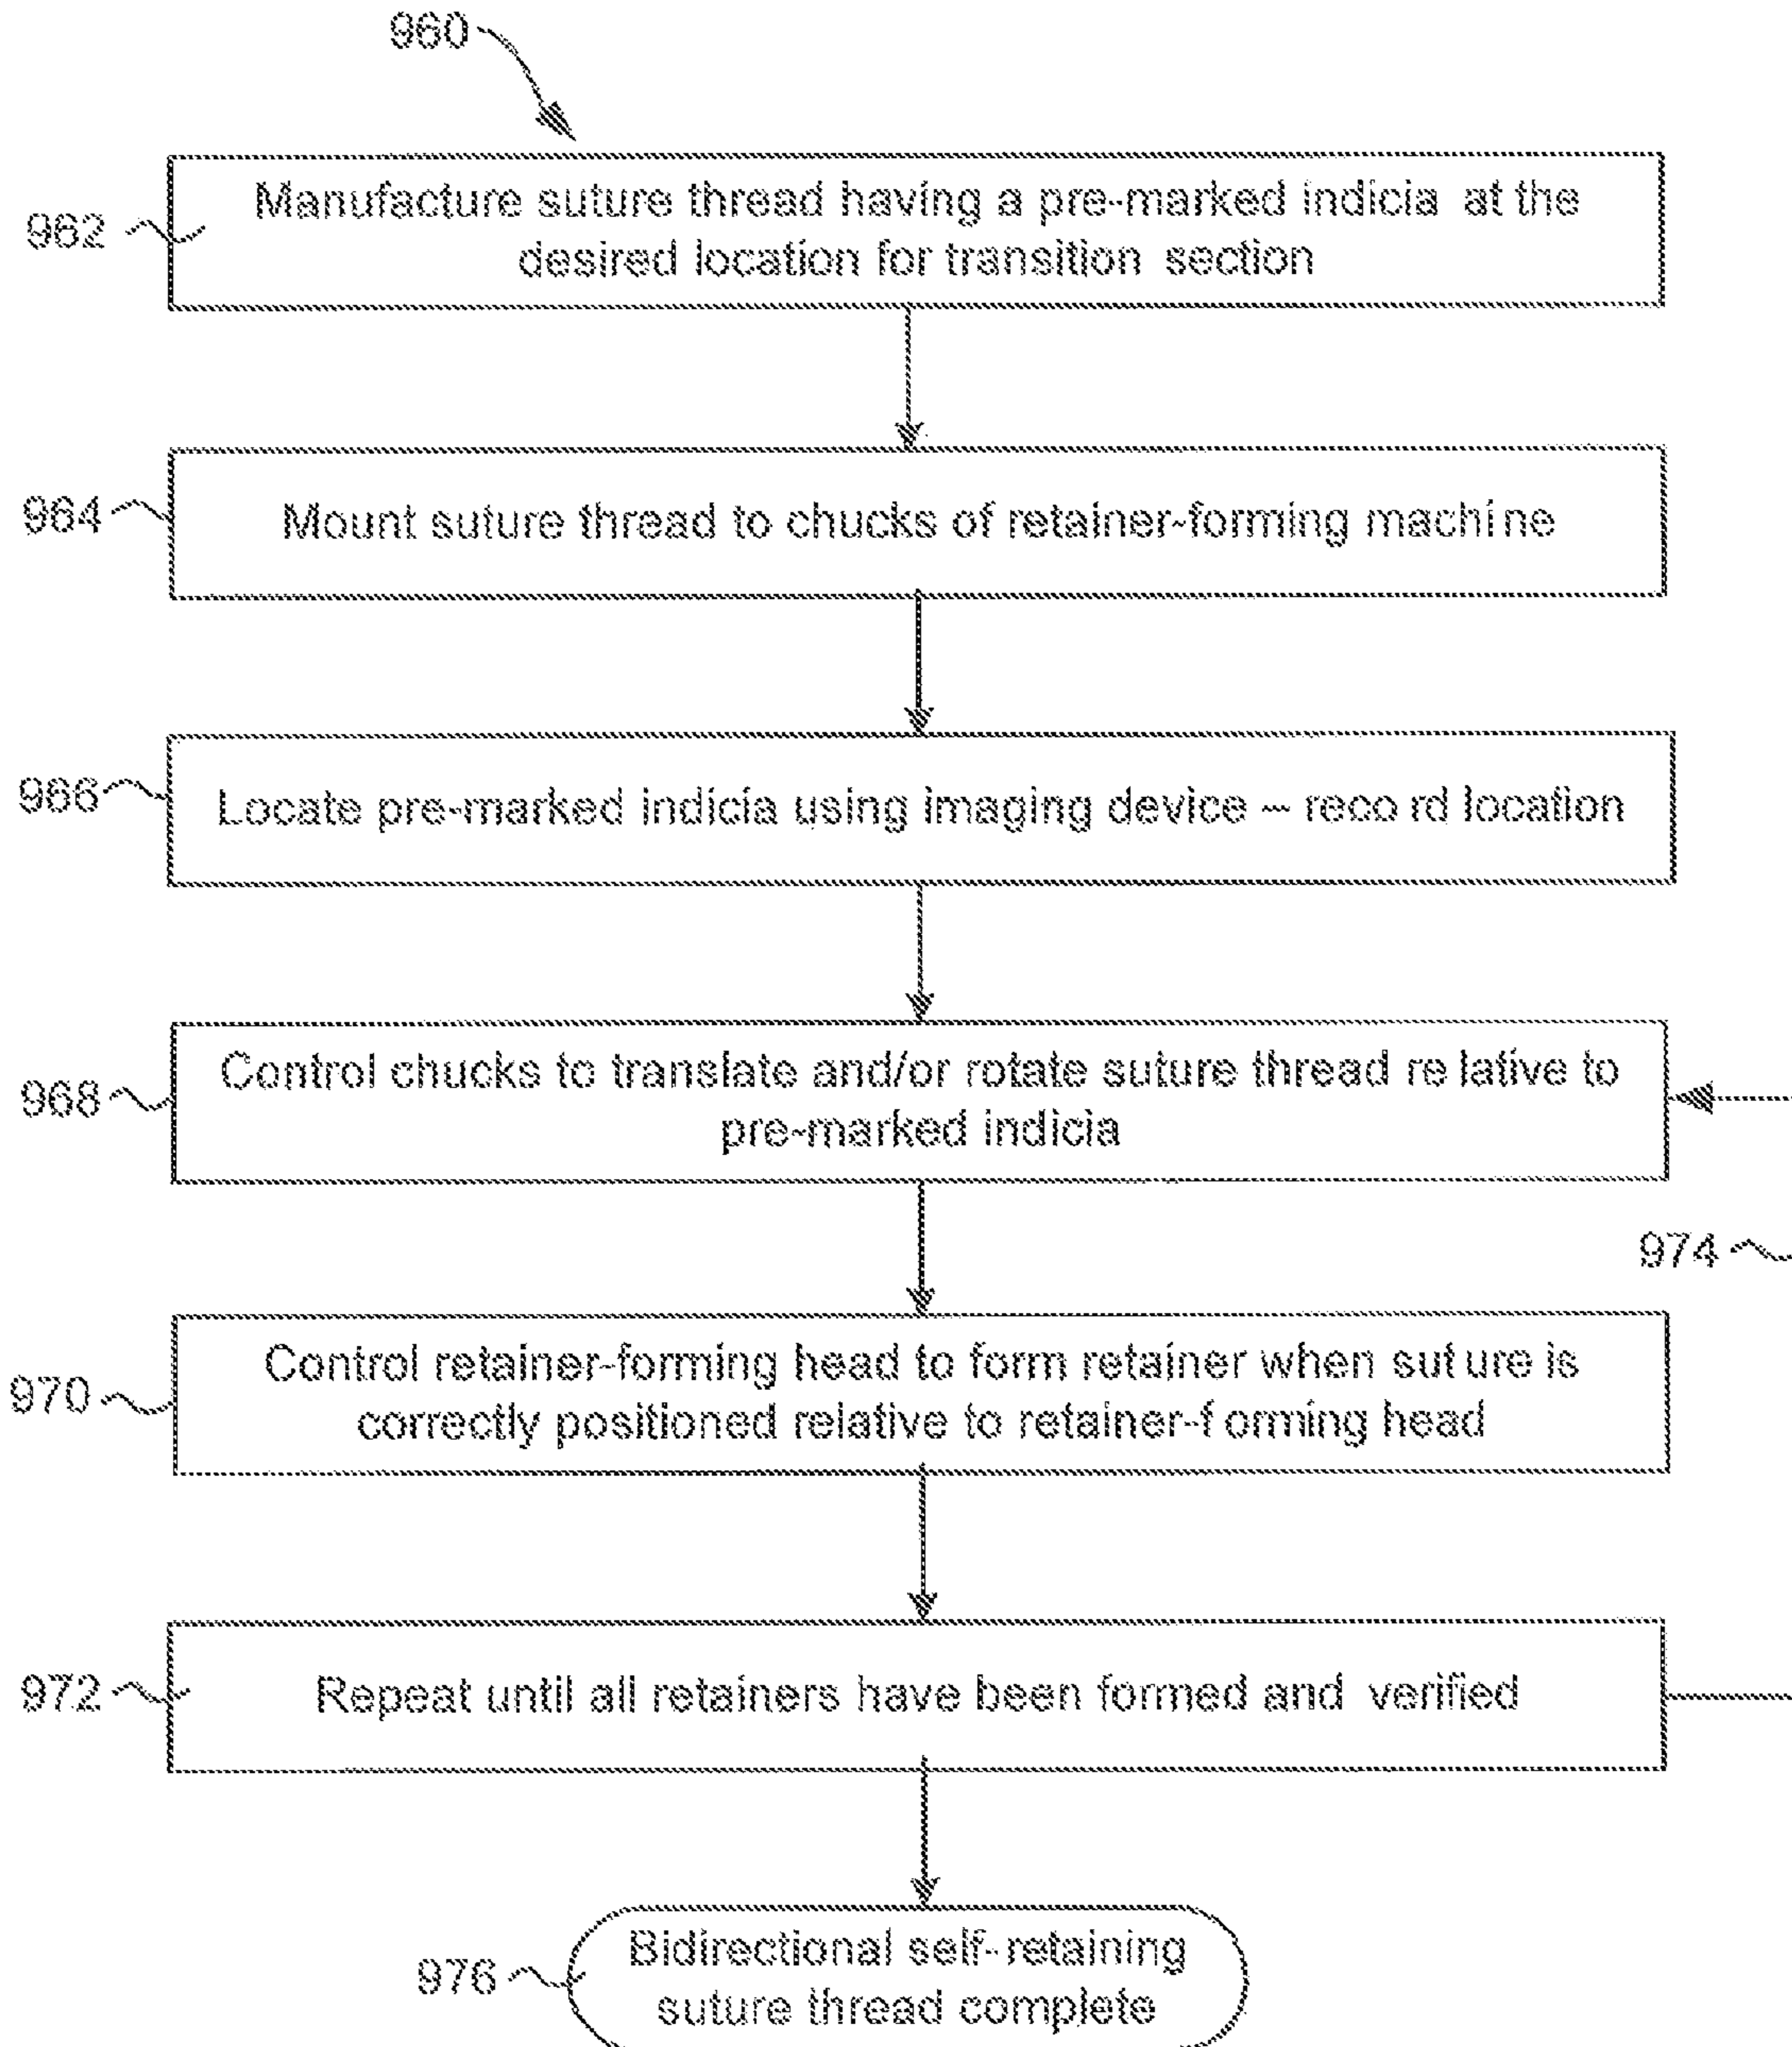 960
962
Manufacture suture thread having a pre-marked indicia at the
desired location for transition section
964
Mount suture thread to chucks of retainer-forming machine
966
Locate pre-marked indicia using imaging device – record location
968
Control chucks to translate and/or rotate suture thread relative to
pre-marked indicia
974
970
Control retainer-forming head to form retainer when suture is
correctly positioned relative to retainer-forming head
972
Repeat until all retainers have been formed and verified
976
Bidirectional self-retaining
suture thread complete